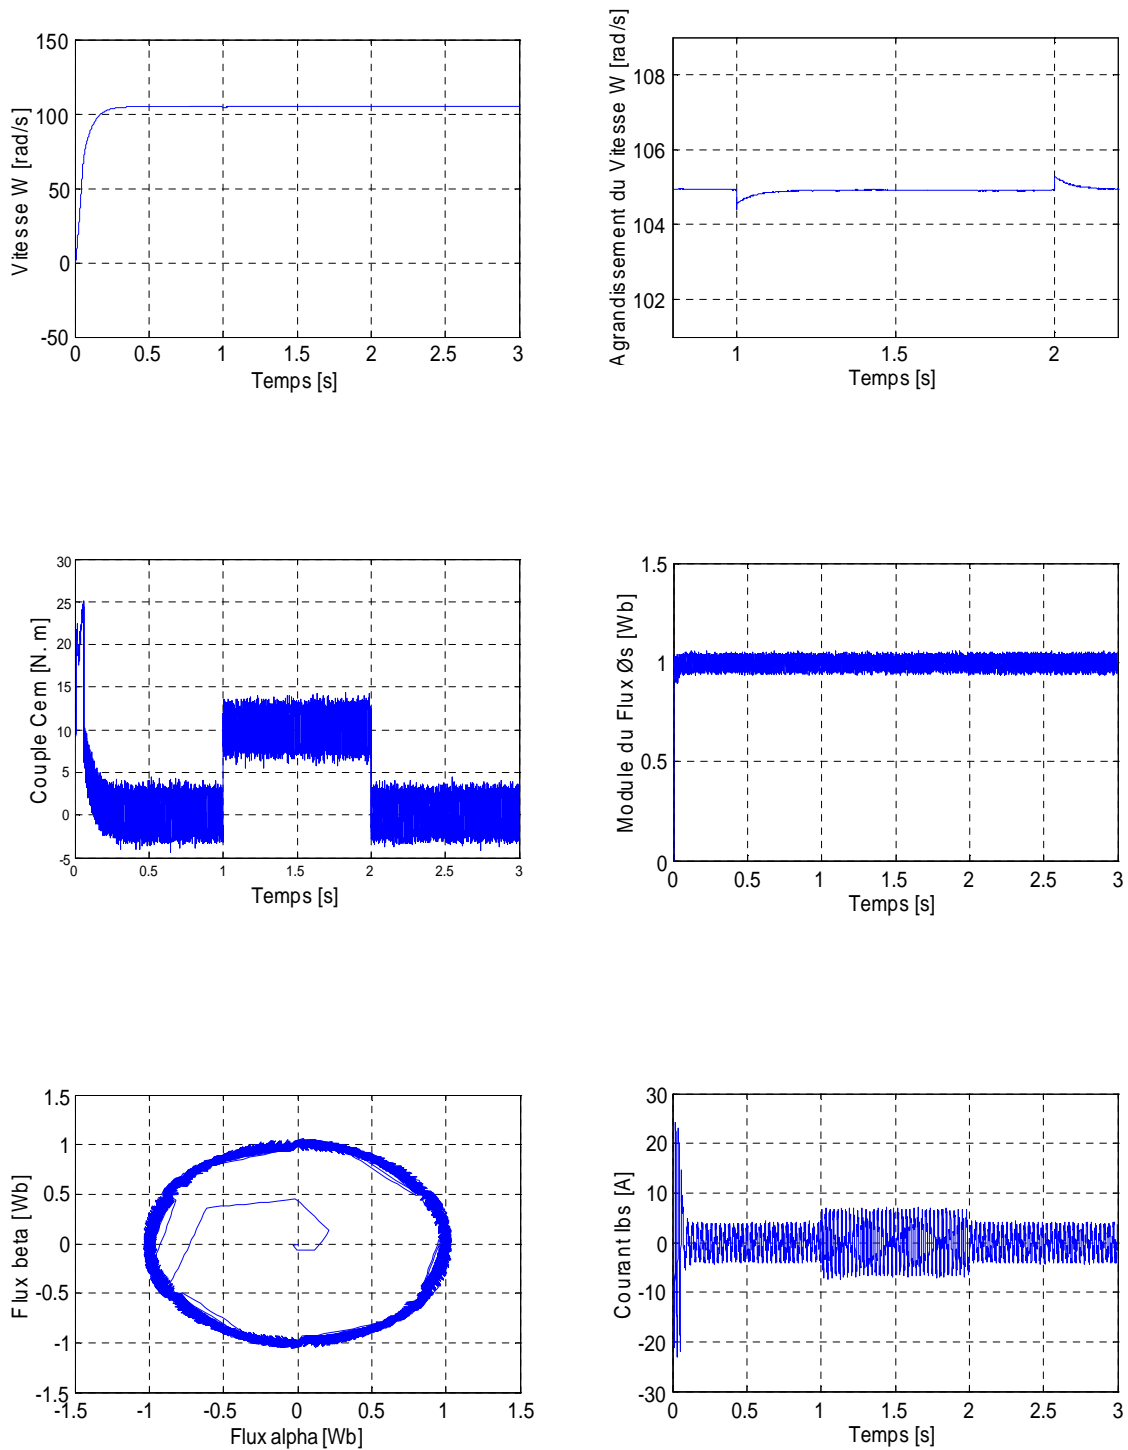 150
100
50
0
-50
0 0.5 1 1.5 2 2.5 3
Temps [s]
Vitesse W [rad/s]
108
106
104
102
1 1.5 2
Temps [s]
Agrandissement du Vitesse W [rad/s]
30
25
20
15
10
5
0
-5
0 0.5 1 1.5 2 2.5 3
Temps [s]
Couple Cem [N.m]
1.5
1
0.5
0
0 0.5 1 1.5 2 2.5 3
Temps [s]
Module du Flux Øs [Wb]
1.5
1
0.5
0
-0.5
-1
-1.5
-1.5 -1 -0.5 0 0.5 1 1.5
Flux alpha [Wb]
Flux beta [Wb]
30
20
10
0
-10
-20
-30
0 0.5 1 1.5 2 2.5 3
Temps [s]
Courant Ibs [A]